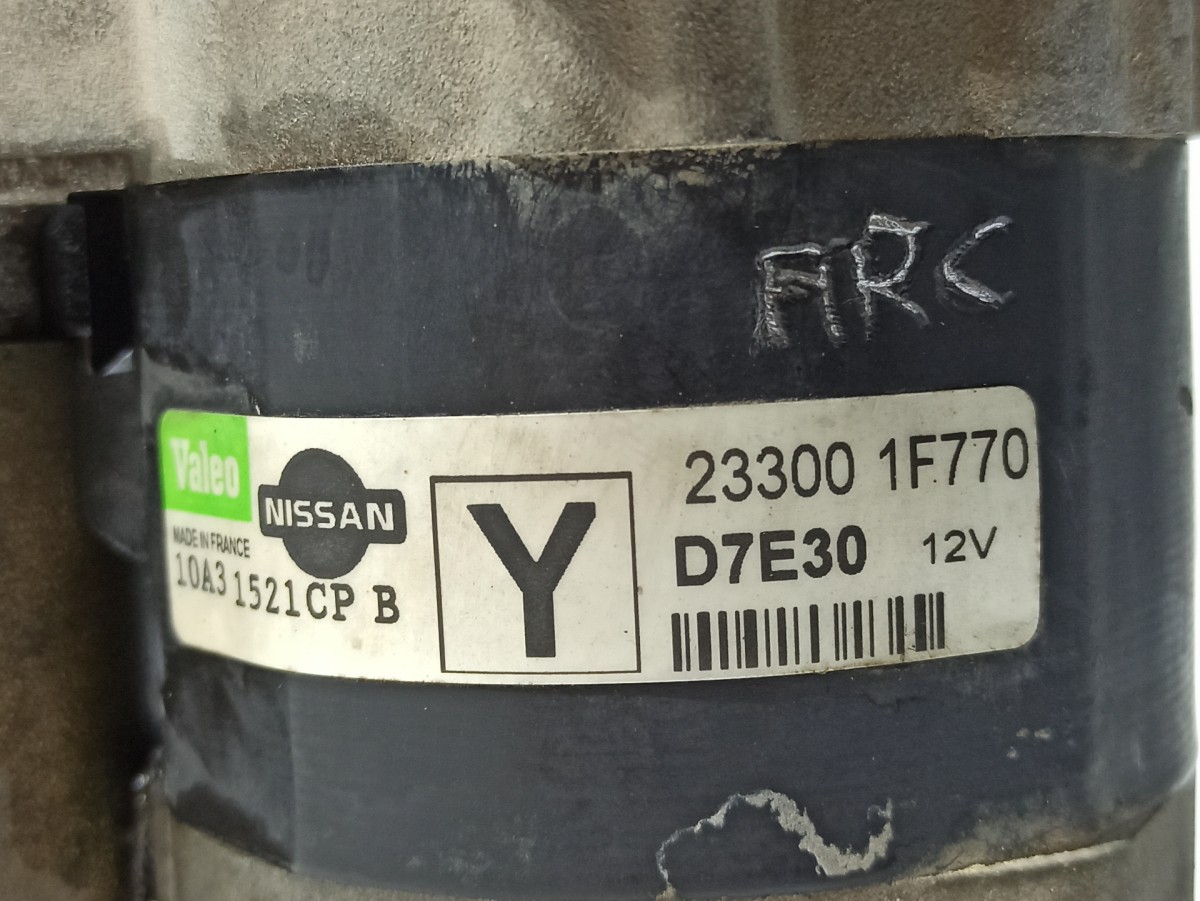 ARC
Valeo
NISSAN
MADE IN FRANCE
10A3 1521CP B
Y
23300 1F770
D7E30 12V